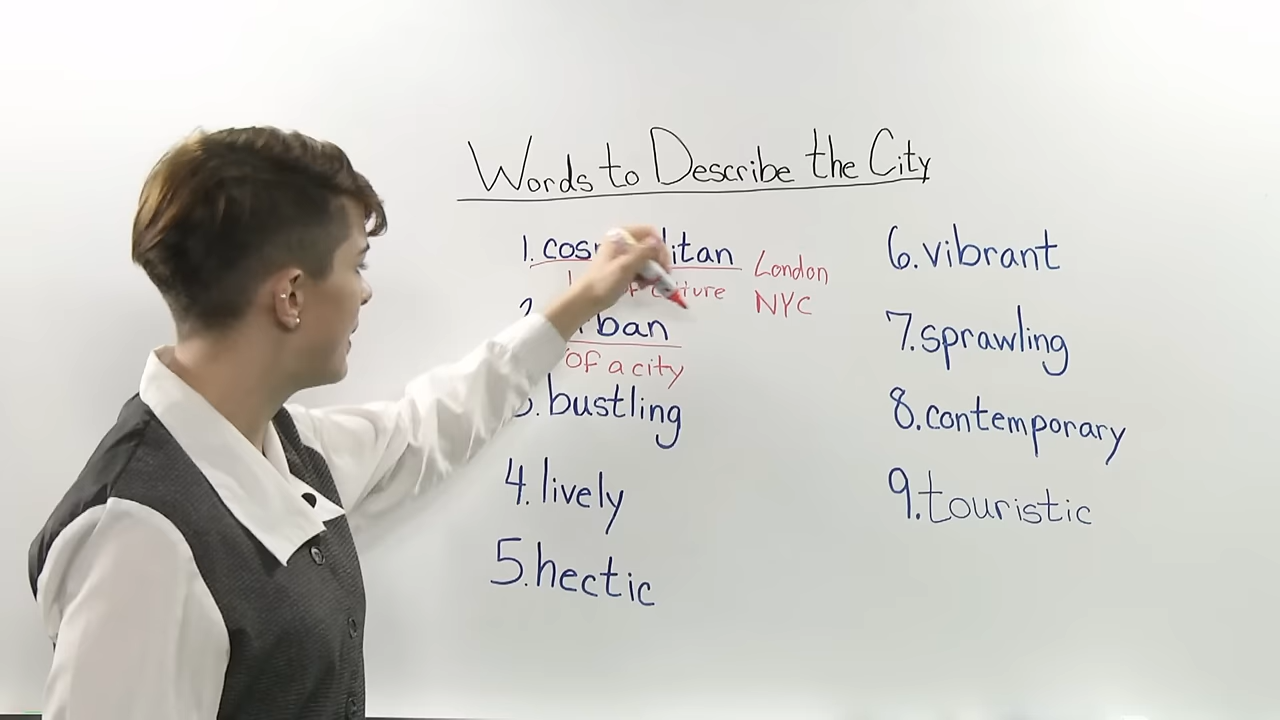 Words to Describe the City
1. London
of culture NYC
2. urban
of a city
3. bustling
4. lively
5. hectic
6. vibrant
7. sprawling
8. contemporary
9. touristic